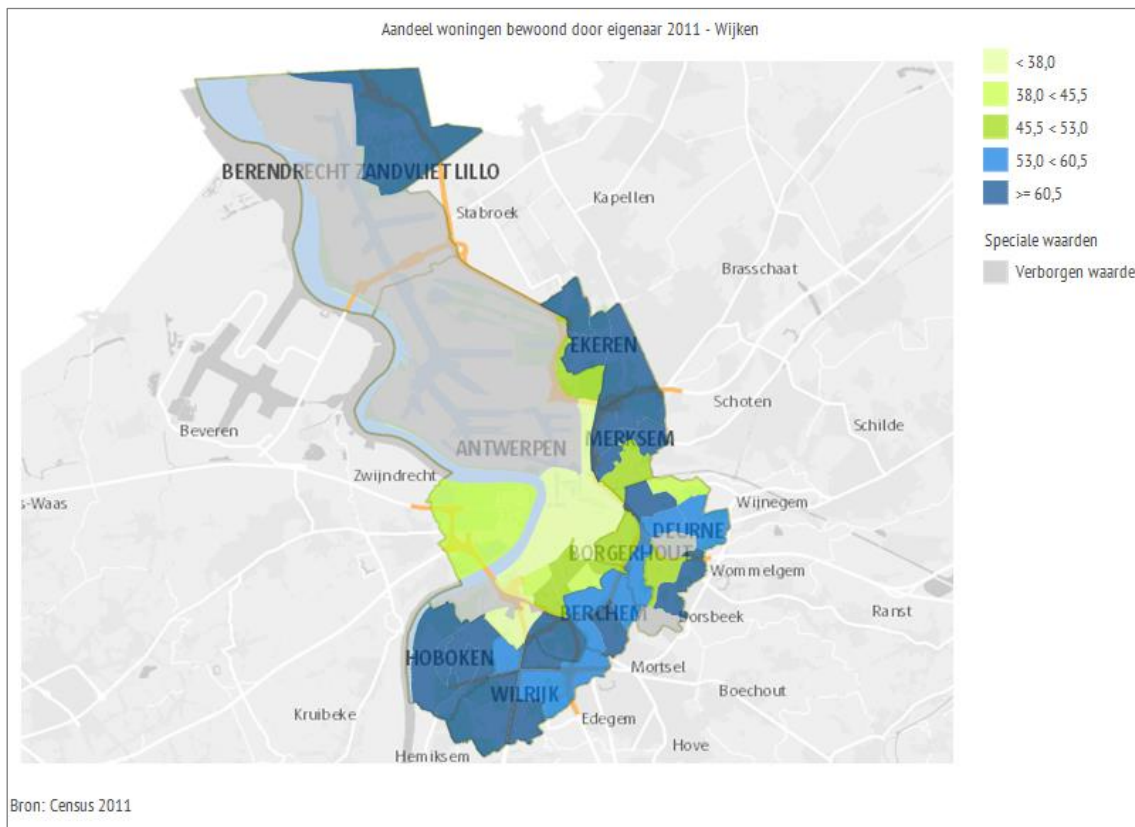 Aandeel woningen bewoond door eigenaar 2011 - Wijken
< 38,0
38,0 < 45,5
45,5 < 53,0
53,0 < 60,5
>= 60,5
Speciale waarden
Verborgen waarde
BERENDRECHT ZANDVLIET LILLO
Kapellen
Stabroek
Brasschaat
EKEREN
Schoten
Schilde
Beveren
MERKSEM
ANTWERPEN
Zwijndrecht
s-Waas
Wijnegem
DEURNE
BORGERHOUT
Wommelgem
Ranst
BERCHEM
Borsbeek
HOBOKEN
Mortsel
WILRIJK
Boechout
Kruibeke
Edegem
Hove
Hemiksem
Bron: Census 2011